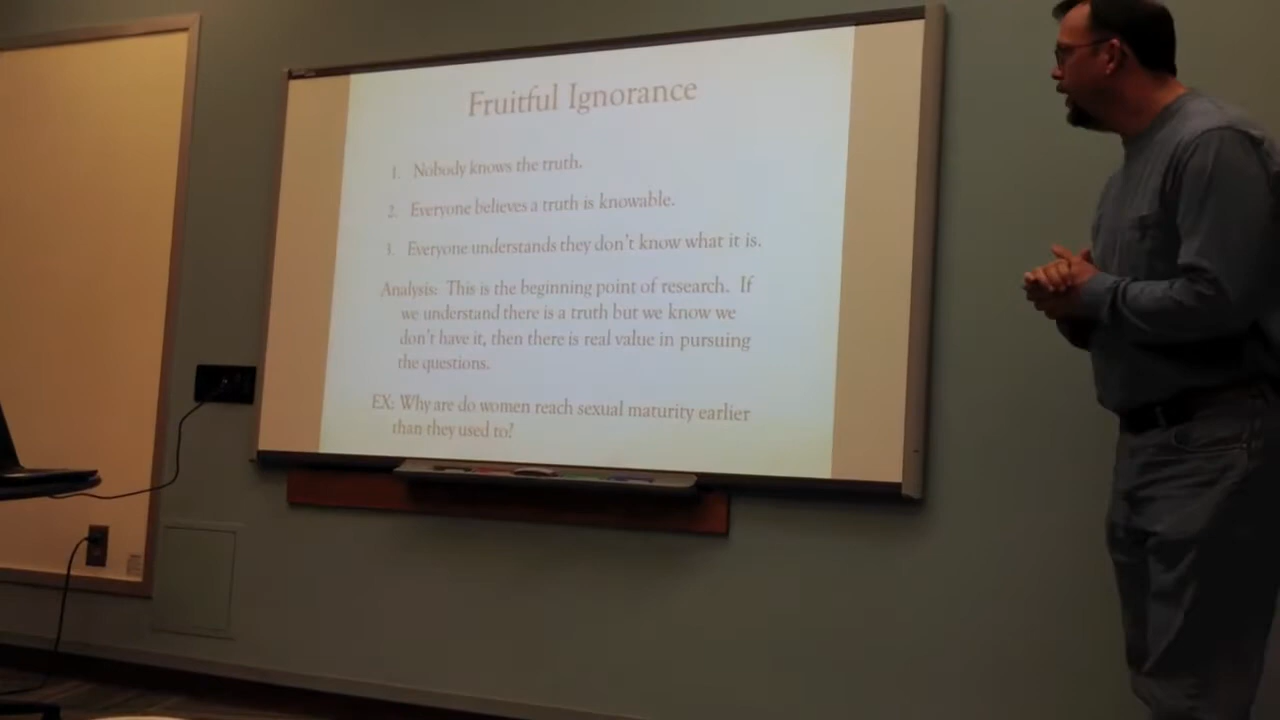 Fruitful Ignorance
1. Nobody knows the truth.
2. Everyone believes a truth is knowable.
3. Everyone understands they don't know what it is.
Analysis: This is the beginning point of research. If
we understand there is a truth but we know we
don't have it, then there is real value in pursuing
the questions.
EX: Why are do women reach sexual maturity earlier
than they used to?